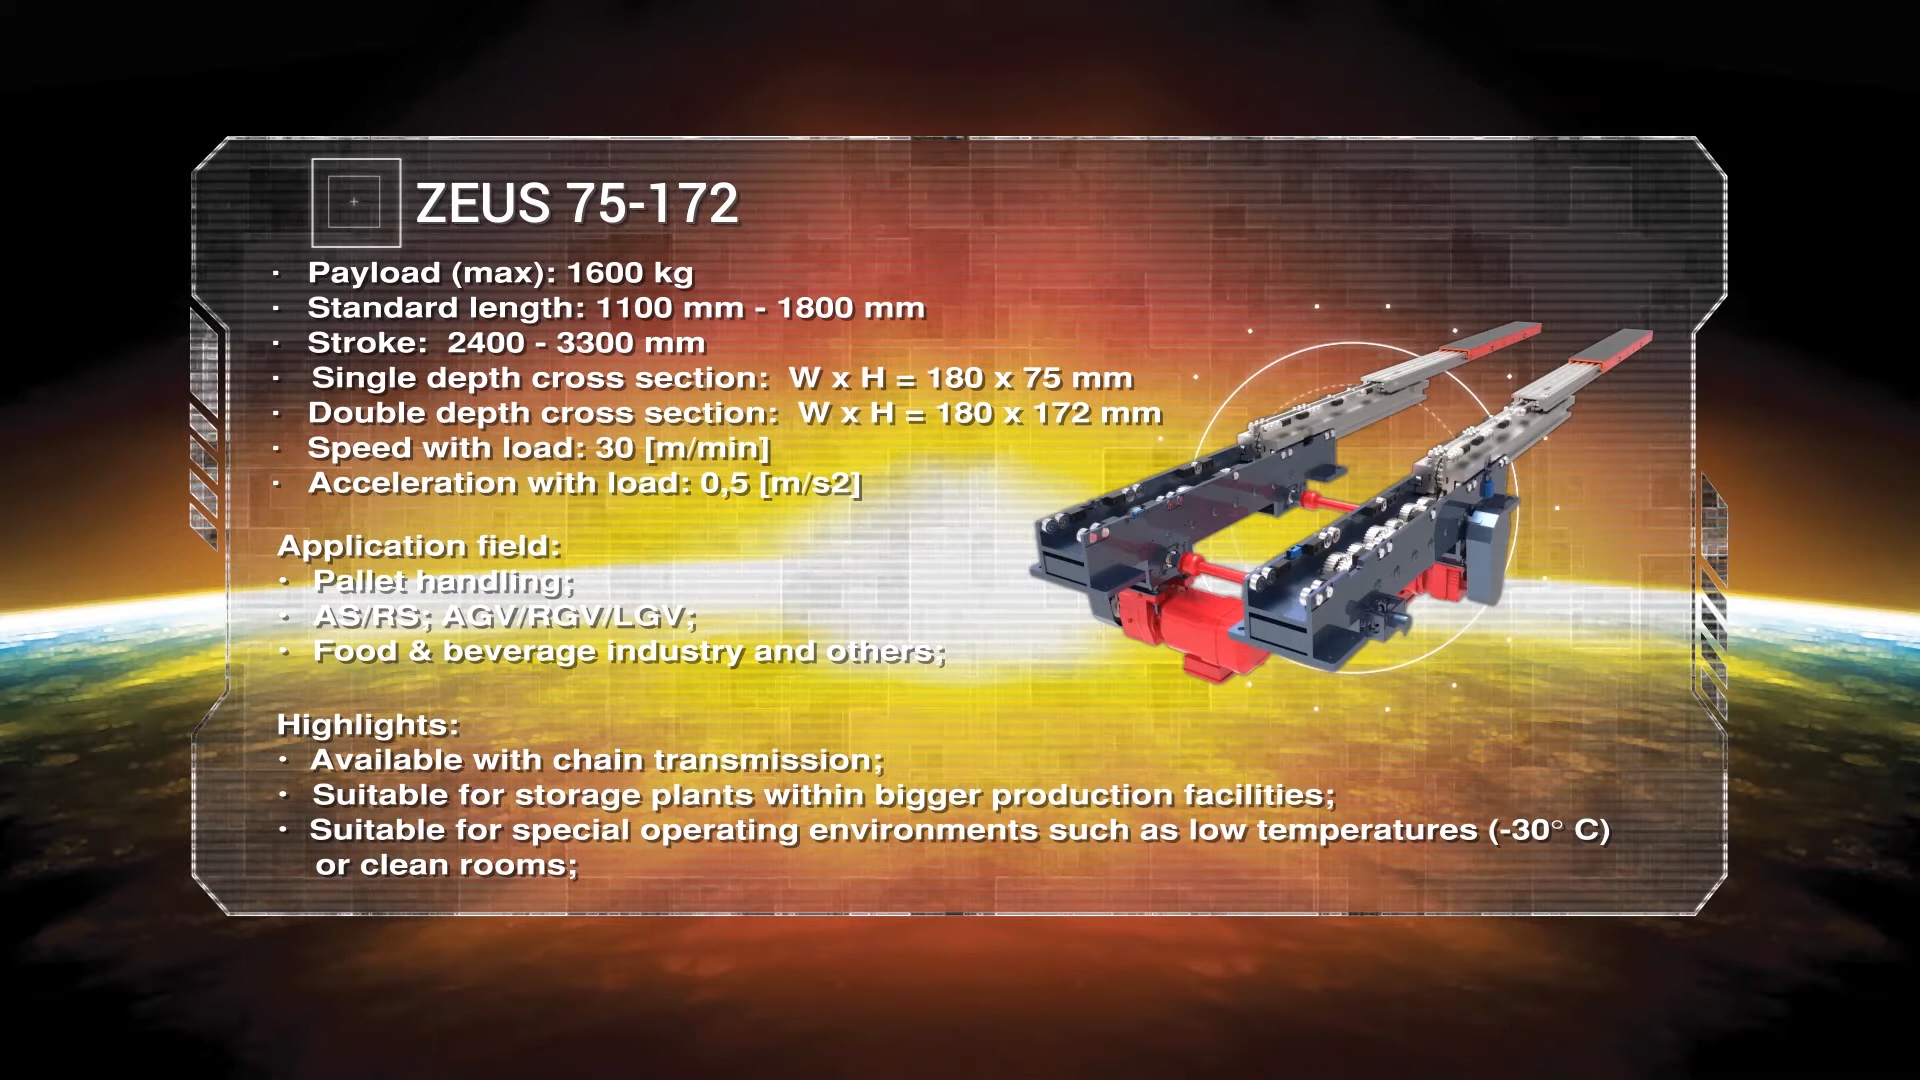 ZEUS 75-172
· Payload (max): 1600 kg
· Standard length: 1100 mm - 1800 mm
· Stroke: 2400 - 3300 mm
· Single depth cross section: W x H = 180 x 75 mm
· Double depth cross section: W x H = 180 x 172 mm
· Speed with load: 30 [m/min]
· Acceleration with load: 0,5 [m/s2]
Application field:
· Pallet handling;
· AS/RS; AGV/RGV/LGV;
· Food & beverage industry and others;
Highlights:
· Available with chain transmission;
· Suitable for storage plants within bigger production facilities;
· Suitable for special operating environments such as low temperatures (-30° C)
or clean rooms;